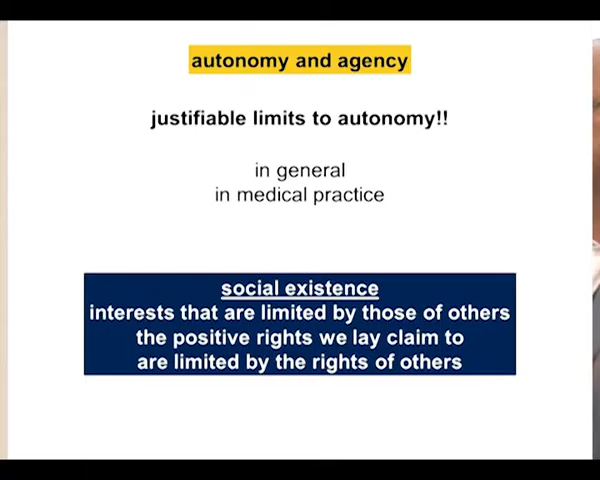 autonomy and agency
justifiable limits to autonomy!!
in general
in medical practice
social existence
interests that are limited by those of others
the positive rights we lay claim to
are limited by the rights of others